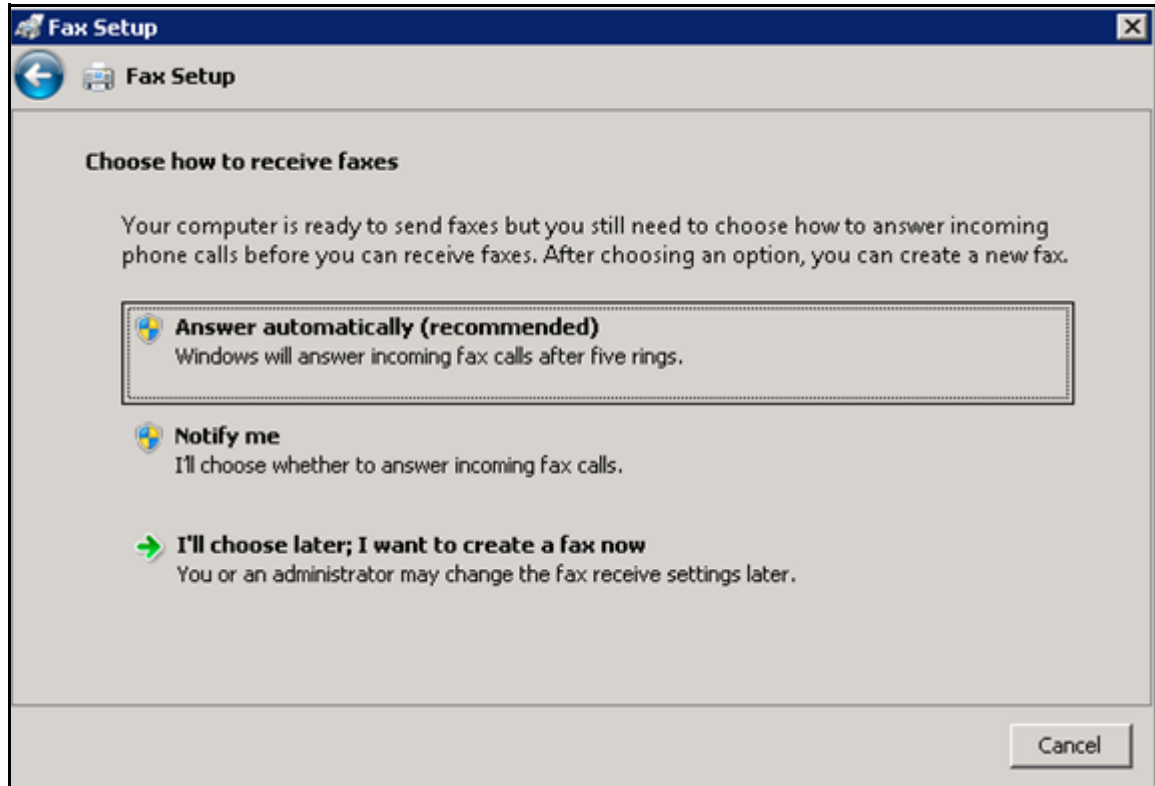 Fax Setup
Fax Setup
Choose how to receive faxes
Your computer is ready to send faxes but you still need to choose how to answer incoming
phone calls before you can receive faxes. After choosing an option, you can create a new fax.
Answer automatically (recommended)
Windows will answer incoming fax calls after five rings.
Notify me
I'll choose whether to answer incoming fax calls.
I'll choose later; I want to create a fax now
You or an administrator may change the fax receive settings later.
Cancel